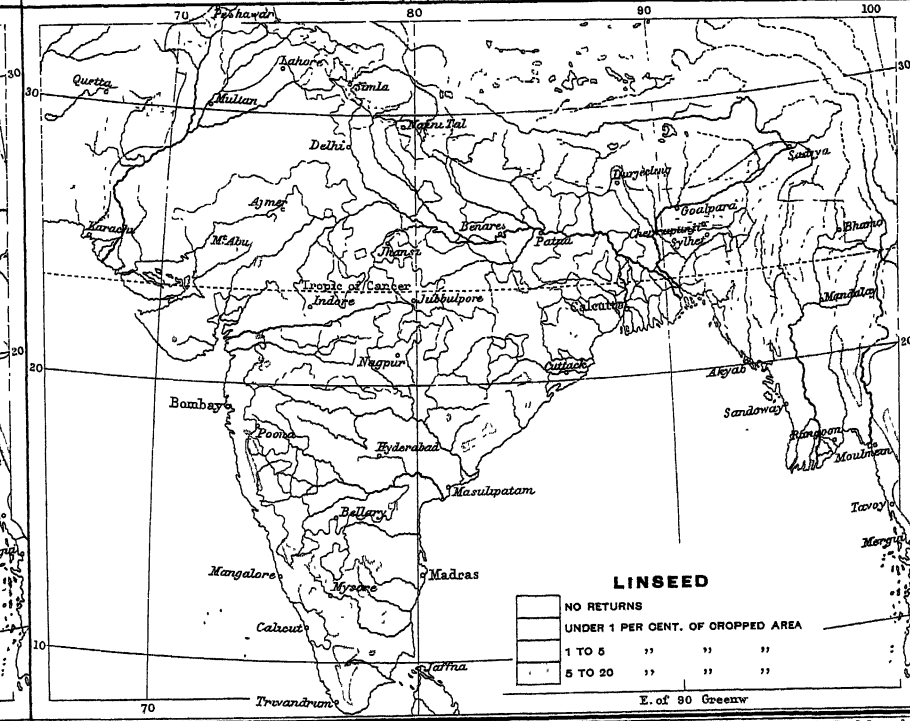 70 80 90 100
Peshawar
30
30
Quetta
Lahore
Simla
Multan
Naini Tal
Delhi
Sadiya
Darjeeling
Ajmer
Goalpara
Karachi
Mt Abu
Benares
Patna
Cherrapunji
Sylhet
Bhamo
Jhansi
Tropic of Cancer
Indore
Jubbulpore
Calcutta
Mandalay
20
20
Nagpur
Cuttack
Akyab
Bombay
Sandoway
Poona
Hyderabad
Rangoon
Moulmein
Masulipatam
Bellary
Tavoy
Mergui
Mangalore
Madras
Mysore
Calicut
10
Jaffna
Trivandrum
LINSEED
NO RETURNS
UNDER 1 PER CENT. OF CROPPED AREA
1 TO 5 ,, ,, ,,
5 TO 20 ,, ,, ,,
70
80
E. of 90 Greenw